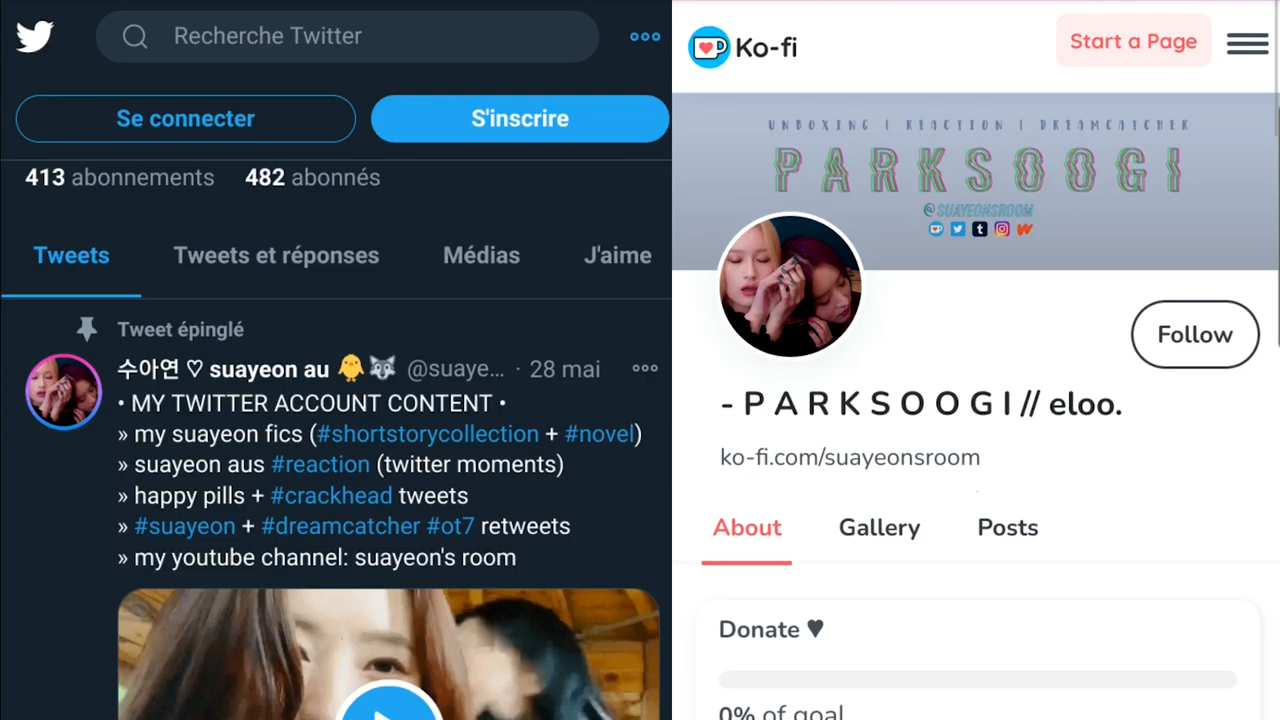 Recherche Twitter
Se connecter
S'inscrire
413 abonnements 482 abonnés
Tweets
Tweets et réponses
Médias
J'aime
Tweet épinglé
수아연 ♡ suayeon au 🐥🐺 @suaye... · 28 mai
• MY TWITTER ACCOUNT CONTENT •
» my suayeon fics (#shortstorycollection + #novel)
» suayeon aus #reaction (twitter moments)
» happy pills + #crackhead tweets
» #suayeon + #dreamcatcher #ot7 retweets
» my youtube channel: suayeon's room
Ko-fi
Start a Page
UNBOXING | REACTION | DREAMCATCHER
PARKSOOGI
@SUAYEONSROOM
Follow
- P A R K S O O G I // eloo.
ko-fi.com/suayeonsroom
About
Gallery
Posts
Donate ♥
0% of goal